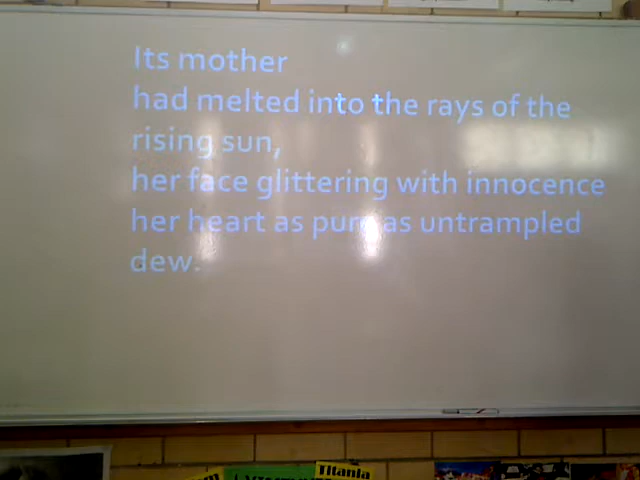 Its mother
had melted into the rays of the
rising sun,
her face glittering with innocence
her heart as pure as untrampled
dew.
Titania